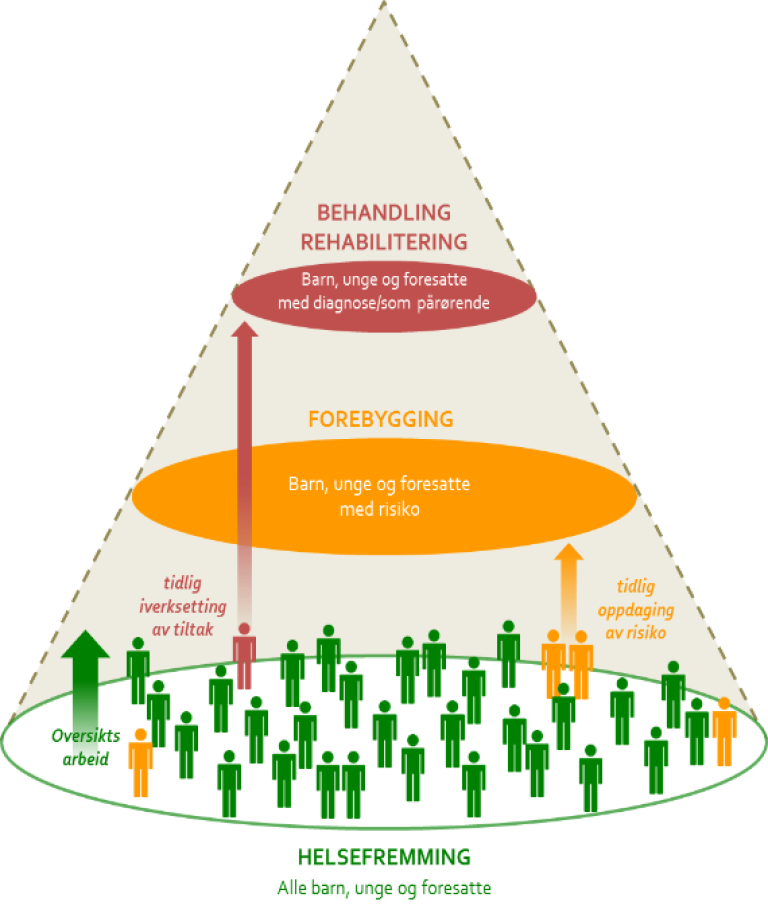 BEHANDLING
REHABILITERING
Barn, unge og foresatte
med diagnose/som pårørende
FOREBYGGING
Barn, unge og foresatte
med risiko
tidlig
iverksetting
av tiltak
tidlig
oppdaging
av risiko
Oversikts
arbeid
HELSEFREMMING
Alle barn, unge og foresatte